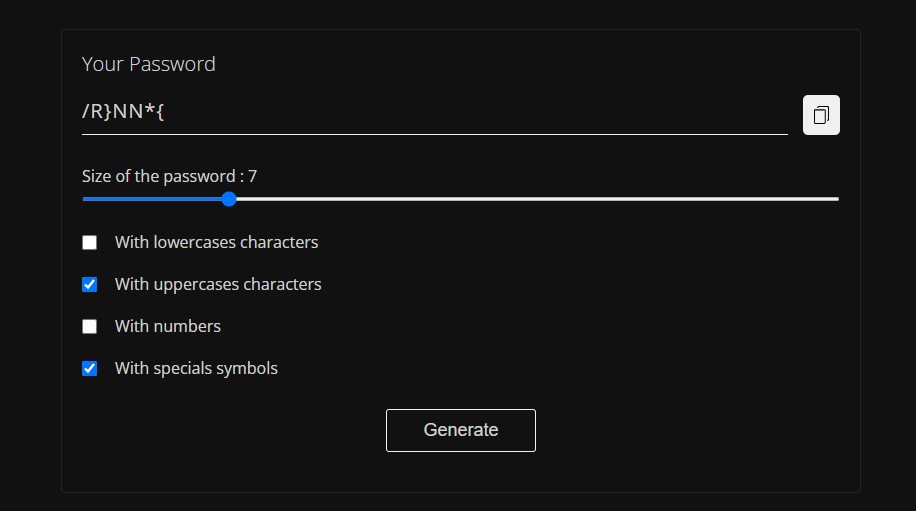 Your Password
/R}NN*{
Size of the password : 7
With lowercases characters
With uppercases characters
With numbers
With specials symbols
Generate